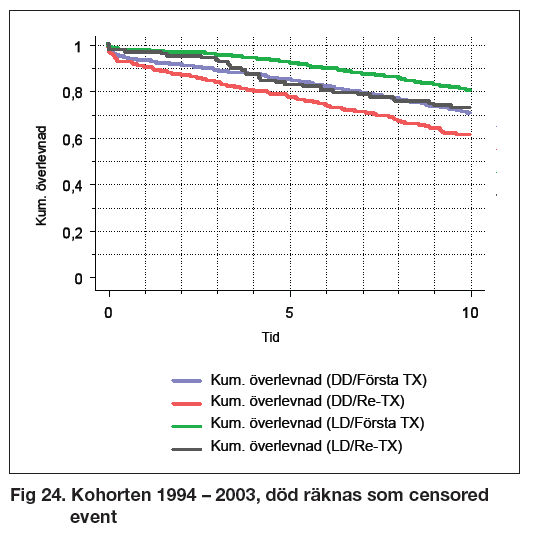 1
0,8
0,6
0,4
0,2
0
Kum. överlevnad
0
5
10
Tid
Kum. överlevnad (DD/Första TX)
Kum. överlevnad (DD/Re-TX)
Kum. överlevnad (LD/Första TX)
Kum. överlevnad (LD/Re-TX)
Fig 24. Kohorten 1994 – 2003, död räknas som censored
event